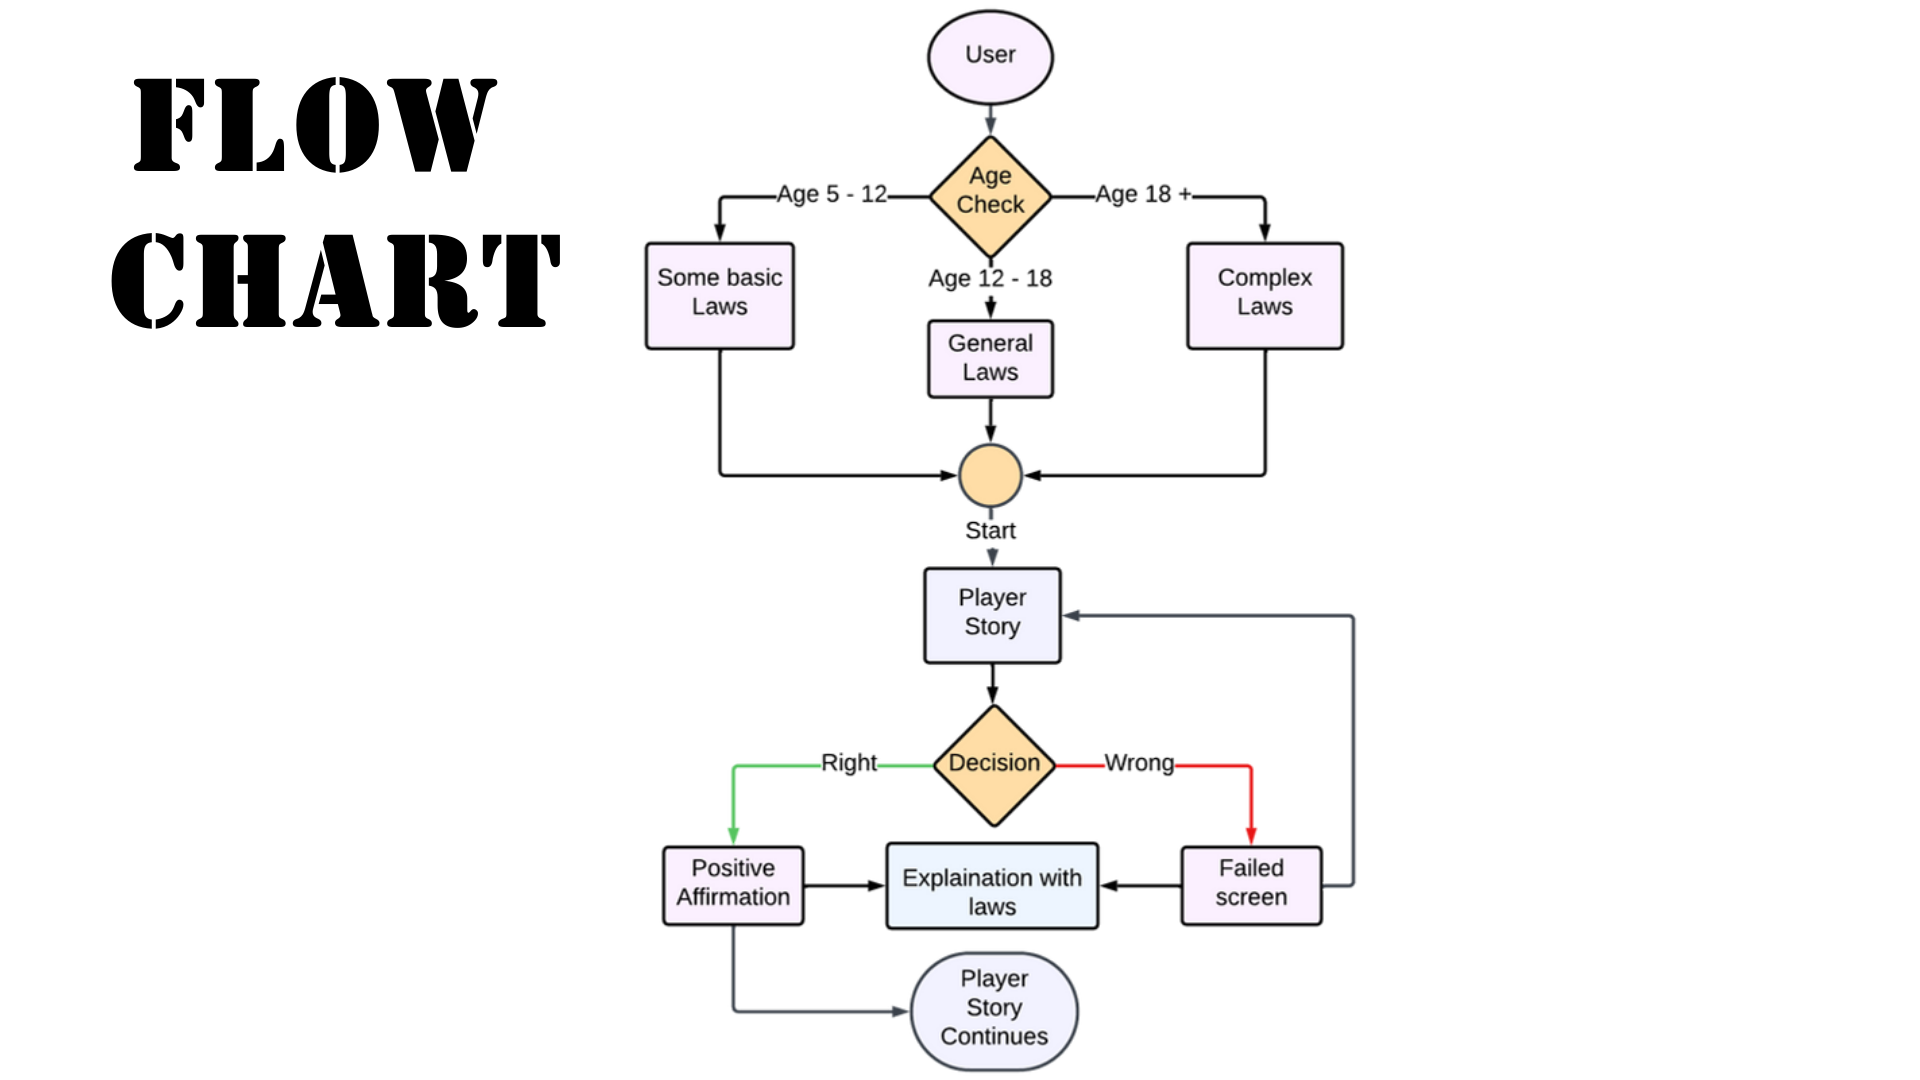 FLOW
CHART
User
Age
Check
Age 5 - 12
Age 18 +
Some basic
Laws
Age 12 - 18
Complex
Laws
General
Laws
Start
Player
Story
Decision
Right
Wrong
Positive
Affirmation
Explaination with
laws
Failed
screen
Player
Story
Continues